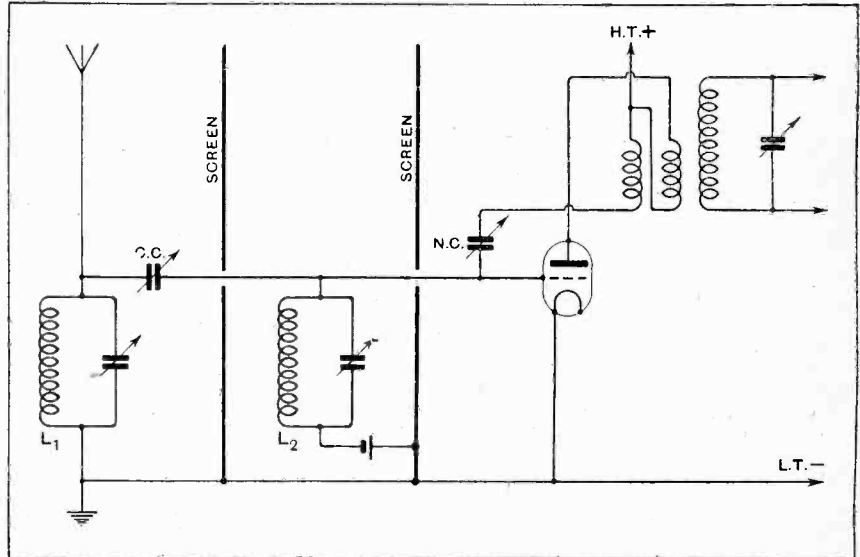 H.T.+
SCREEN
SCREEN
C.C.
N.C.
L1
L2
L.T.—